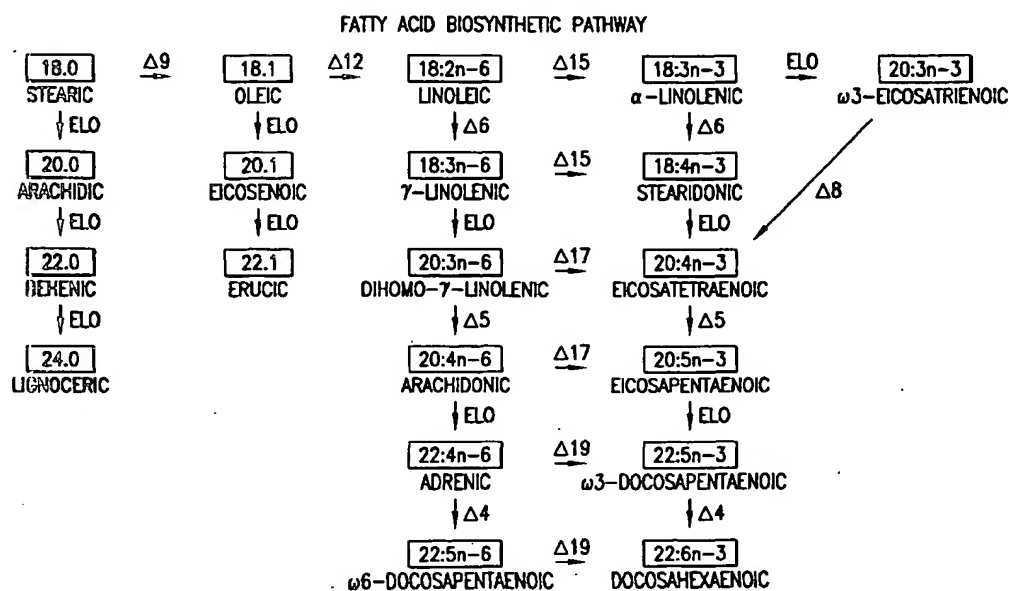 FATTY ACID BIOSYNTHETIC PATHWAY
18.0 Δ9 18.1 Δ12 18:2n-6 Δ15 18:3n-3 ELO 20:3n-3
STEARIC OLEIC LINOLEIC α-LINOLENIC ω3-EICOSATRIENOIC
ELO ELO Δ6 Δ6
20.0 20.1 18:3n-6 Δ15 18:4n-3 Δ8
ARACHIDIC EICOSENOIC γ-LINOLENIC STEARIDONIC
ELO ELO ELO ELO
22.0 22.1 20:3n-6 Δ17 20:4n-3
ERUCIC DIHOMO-γ-LINOLENIC EICOSATETRAENOIC
ELO Δ5 Δ5
24.0 20:4n-6 Δ17 20:5n-3
LIGNOCERIC ARACHIDONIC EICOSAPENTAENOIC
ELO ELO
22:4n-6 Δ19 22:5n-3
ADRENIC ω3-DOCOSAPENTAENOIC
Δ4 Δ4
22:5n-6 Δ19 22:6n-3
ω6-DOCOSAPENTAENOIC DOCOSAHEXAENOIC